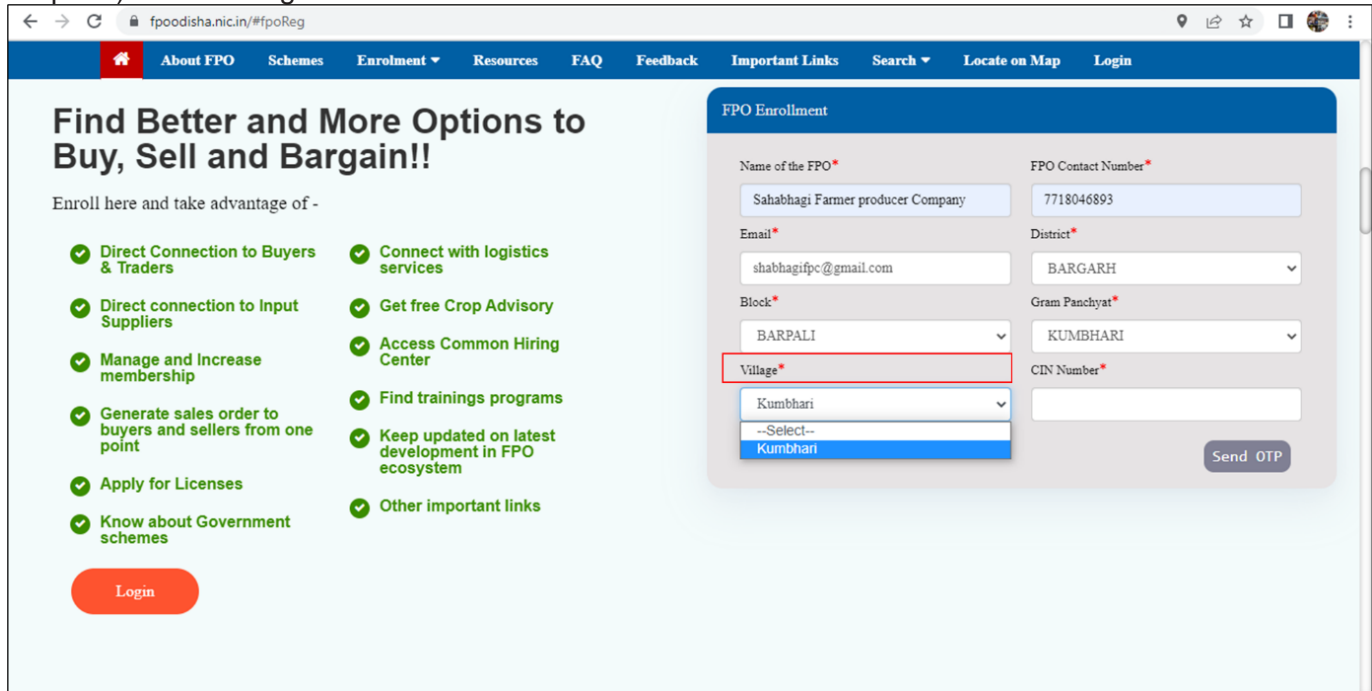 fpoodisha.nic.in/#fpoReg
About FPO Schemes Enrolment Resources FAQ Feedback Important Links Search Locate on Map Login
Find Better and More Options to
Buy, Sell and Bargain!!
Enroll here and take advantage of -
Direct Connection to Buyers
& Traders
Direct connection to Input
Suppliers
Manage and Increase
membership
Generate sales order to
buyers and sellers from one
point
Apply for Licenses
Know about Government
schemes
Connect with logistics
services
Get free Crop Advisory
Access Common Hiring
Center
Find trainings programs
Keep updated on latest
development in FPO
ecosystem
Other important links
Login
FPO Enrollment
Name of the FPO* FPO Contact Number*
Sahabhagi Farmer producer Company 7718046893
Email* District*
shabhagifpc@gmail.com BARGARH
Block* Gram Panchyat*
BARPALI KUMBHARI
Village* CIN Number*
Kumbhari
--Select--
Kumbhari
Send OTP